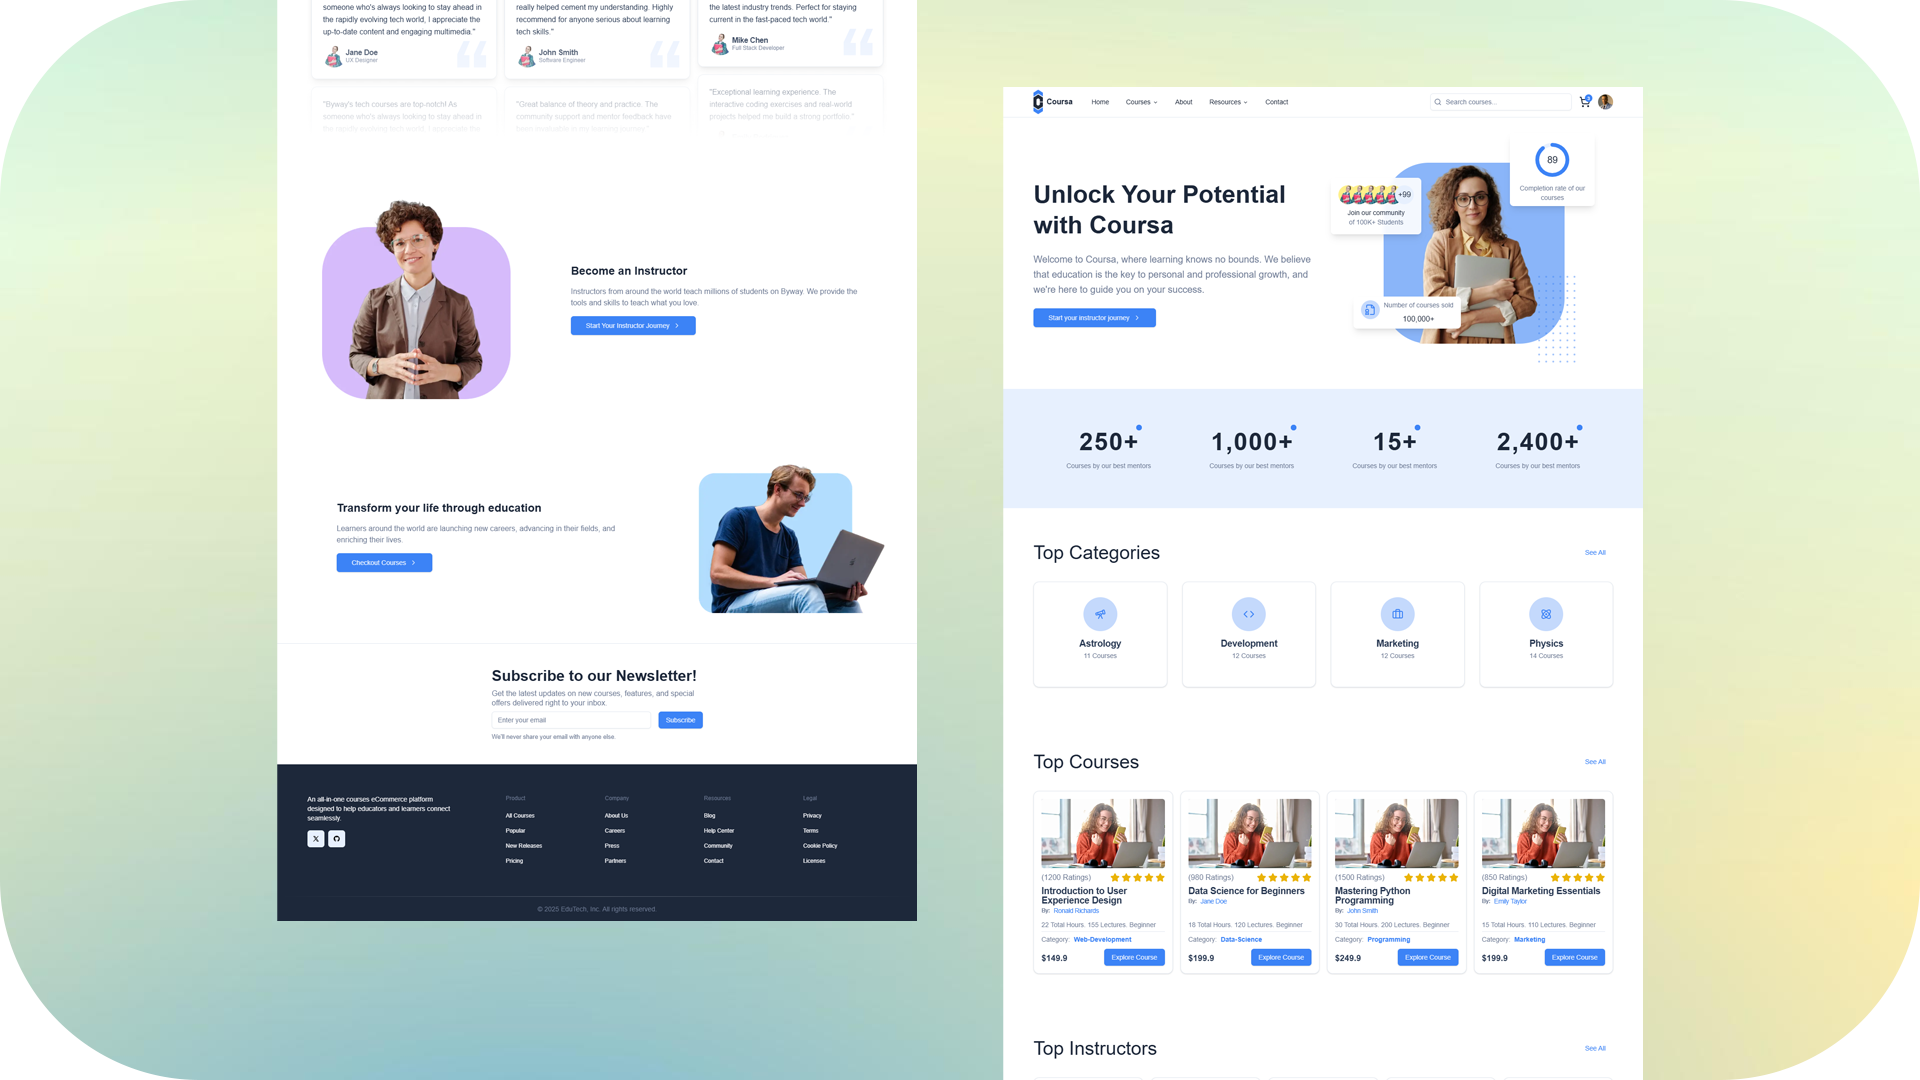 someone who's always looking to stay ahead in
the rapidly evolving tech world, I appreciate the
up-to-date content and engaging multimedia."
Jane Doe
UX Designer
really helped cement my understanding. Highly
recommend for anyone serious about learning
tech skills."
John Smith
Software Engineer
the latest industry trends. Perfect for staying
current in the fast-paced tech world."
Mike Chen
Full Stack Developer
"Byway's tech courses are top-notch! As
someone who's always looking to stay ahead in
the rapidly evolving tech world, I appreciate the
"Great balance of theory and practice. The
community support and mentor feedback have
been invaluable in my learning journey."
"Exceptional learning experience. The
interactive coding exercises and real-world
projects helped me build a strong portfolio."
Become an Instructor
Instructors from around the world teach millions of students on Byway. We provide the
tools and skills to teach what you love.
Start Your Instructor Journey
Transform your life through education
Learners around the world are launching new careers, advancing in their fields, and
enriching their lives.
Checkout Courses
Subscribe to our Newsletter!
Get the latest updates on new courses, features, and special
offers delivered right to your inbox
Enter your email
Subscribe
We'll never share your email with anyone else.
An all-in-one courses eCommerce platform
designed to help educators and learners connect
seamlessly.
Product
All Courses
Popular
New Releases
Pricing
Company
About Us
Careers
Press
Partners
Resources
Blog
Help Center
Community
Contact
Legal
Privacy
Terms
Cookie Policy
Licenses
© 2025 EduTech, Inc. All rights reserved.
Coursa
Home
Courses
About
Resources
Contact
Search courses...
Unlock Your Potential
with Coursa
Welcome to Coursa, where learning knows no bounds. We believe
that education is the key to personal and professional growth, and
we're here to guide you on your success.
Start your instructor journey
+99
Join our community
of 100K+ Students
89
Completion rate of our
courses
Number of courses sold
100,000+
250+
Courses by our best mentors
1,000+
Courses by our best mentors
15+
Courses by our best mentors
2,400+
Courses by our best mentors
Top Categories
See All
Astrology
11 Courses
Development
12 Courses
Marketing
12 Courses
Physics
14 Courses
Top Courses
See All
(1200 Ratings)
Introduction to User
Experience Design
By: Ronald Richards
22 Total Hours. 155 Lectures. Beginner
Category: Web-Development
$149.9
Explore Course
(980 Ratings)
Data Science for Beginners
By: Jane Doe
18 Total Hours. 120 Lectures. Beginner
Category: Data-Science
$199.9
Explore Course
(1500 Ratings)
Mastering Python
Programming
By: John Smith
30 Total Hours. 200 Lectures. Beginner
Category: Programming
$249.9
Explore Course
(850 Ratings)
Digital Marketing Essentials
By: Emily Taylor
15 Total Hours. 110 Lectures. Beginner
Category: Marketing
$199.9
Explore Course
Top Instructors
See All